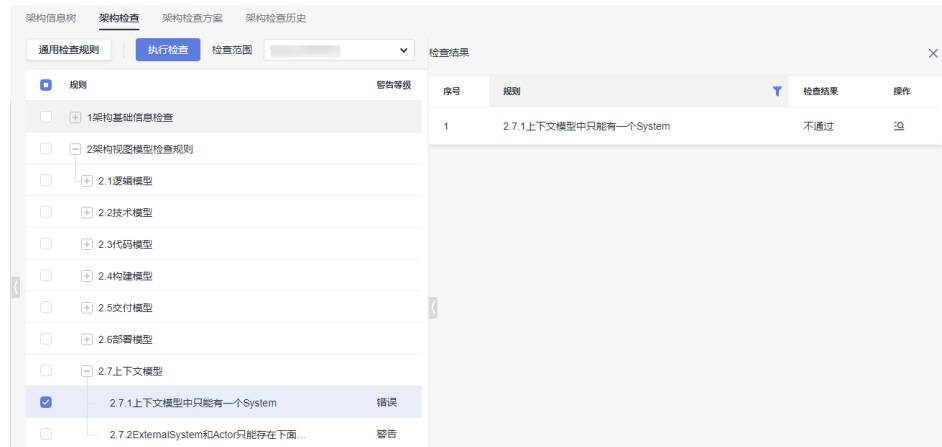 架构信息树 架构检查 架构检查方案 架构检查历史
通用检查规则 执行检查 检查范围
检查结果
规则 警告等级
序号 规则 检查结果 操作
1架构基础信息检查
1 2.7.1上下文模型中只能有一个System 不通过
2架构视图模型检查规则
2.1逻辑模型
2.2技术模型
2.3代码模型
2.4构建模型
2.5交付模型
2.6部署模型
2.7上下文模型
2.7.1上下文模型中只能有一个System 错误
2.7.2ExternalSystem和Actor只能存在下面... 警告